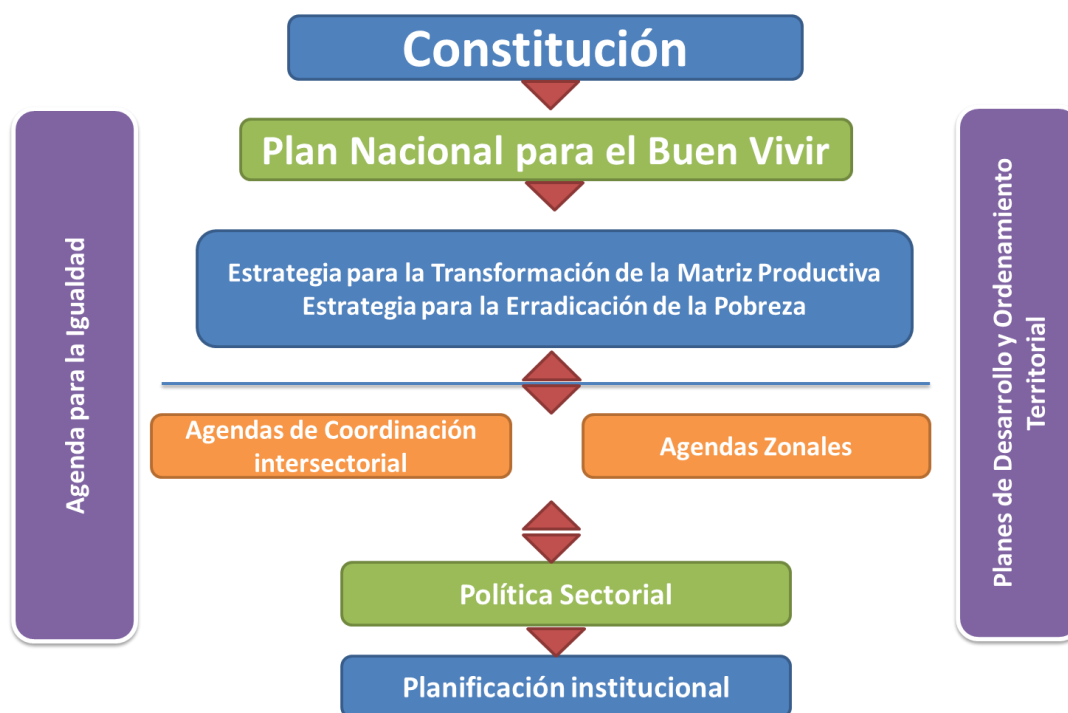 Constitución
Plan Nacional para el Buen Vivir
Estrategia para la Transformación de la Matriz Productiva
Estrategia para la Erradicación de la Pobreza
Agendas de Coordinación
intersectorial
Agendas Zonales
Política Sectorial
Planificación institucional
Agenda para la Igualdad
Planes de Desarrollo y Ordenamiento
Territorial